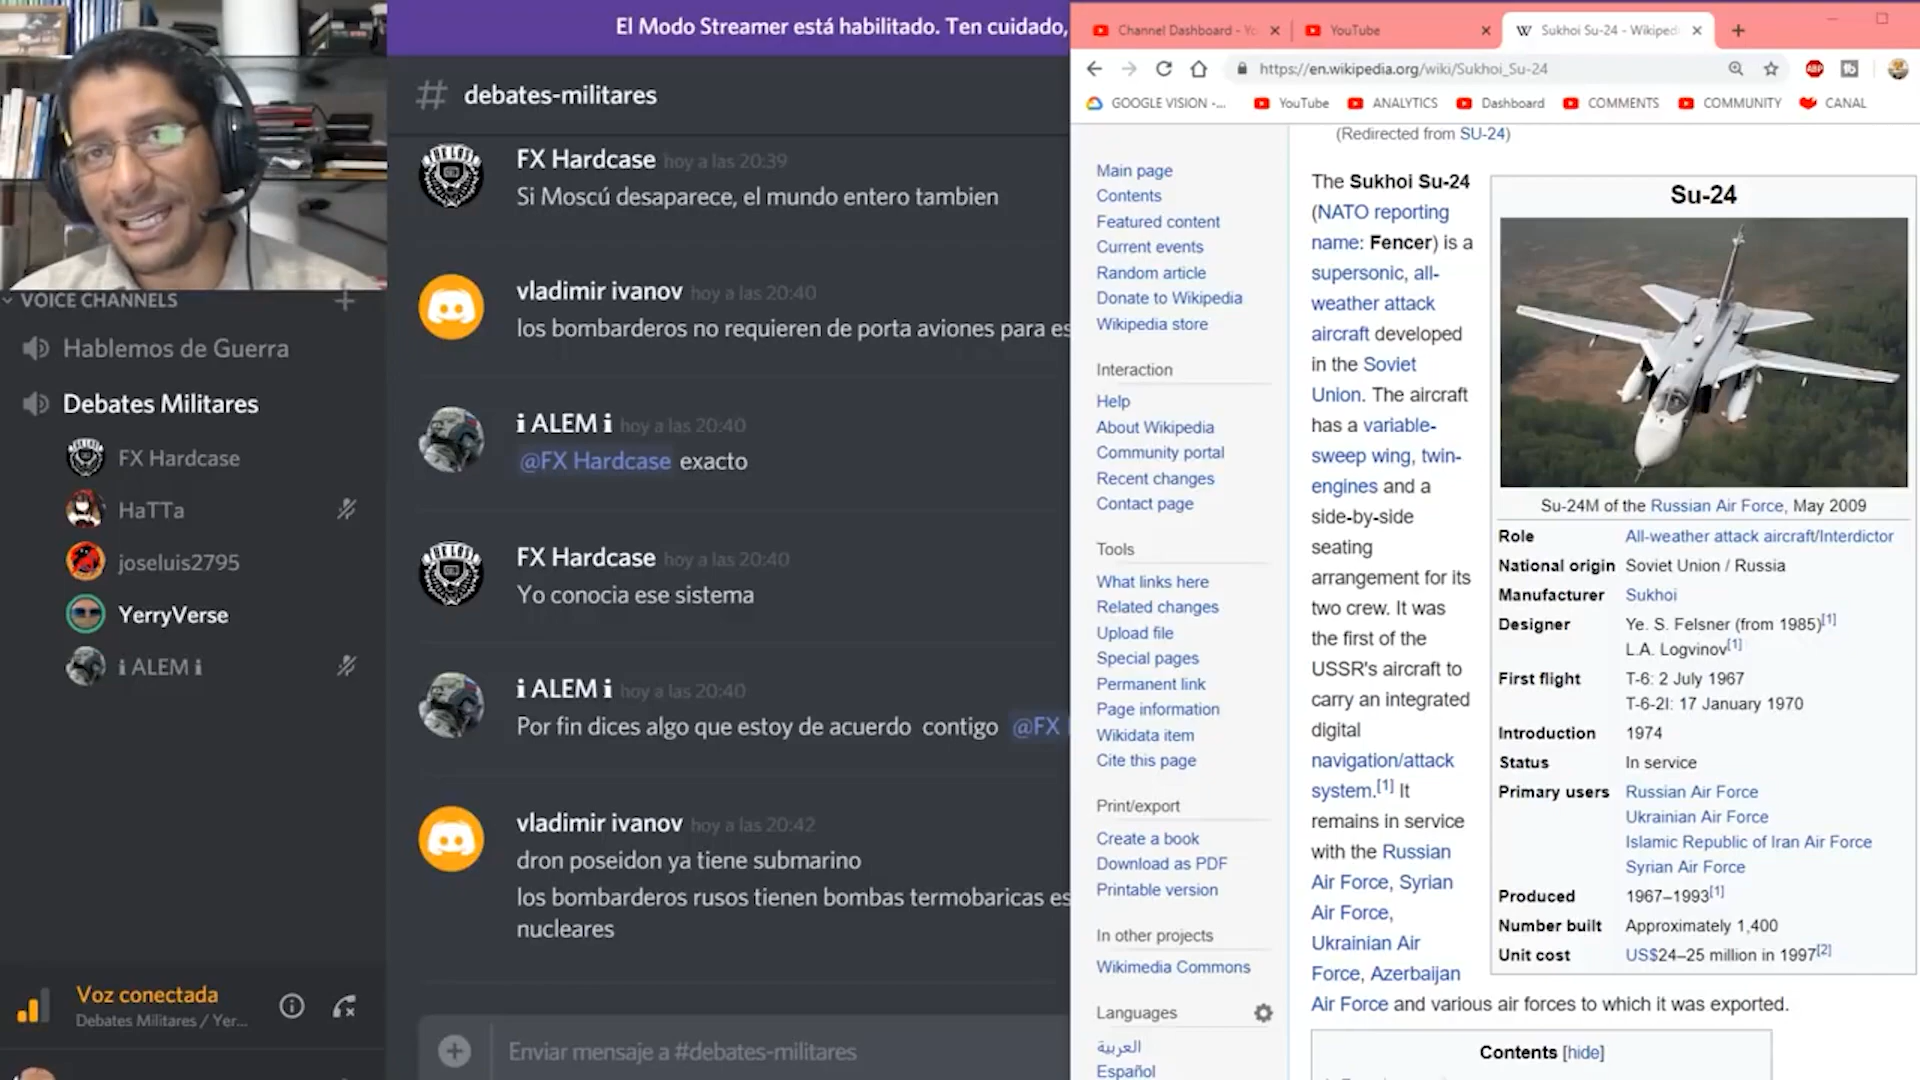 El Modo Streamer está habilitado. Ten cuidado,
# debates-militares
FX Hardcase hoy a las 20:39
Si Moscú desaparece, el mundo entero tambien
vladimir ivanov hoy a las 20:40
los bombarderos no requieren de porta aviones para es
¡ ALEM ¡ hoy a las 20:40
@FX Hardcase exacto
FX Hardcase hoy a las 20:40
Yo conocia ese sistema
¡ ALEM ¡ hoy a las 20:40
Por fin dices algo que estoy de acuerdo contigo @FX
vladimir ivanov hoy a las 20:42
dron poseidon ya tiene submarino
los bombarderos rusos tienen bombas termobaricas es
nucleares
Enviar mensaje a #debates-militares
VOICE CHANNELS
Hablemos de Guerra
Debates Militares
FX Hardcase
HaTTa
joseluis2795
YerryVerse
¡ ALEM ¡
Voz conectada
Debates Militares / Yer...
Channel Dashboard - Yo
YouTube
Sukhoi Su-24 - Wikiped
https://en.wikipedia.org/wiki/Sukhoi_Su-24
ABP
GOOGLE VISION -...
YouTube
ANALYTICS
Dashboard
COMMENTS
COMMUNITY
CANAL
Main page
Contents
Featured content
Current events
Random article
Donate to Wikipedia
Wikipedia store
Interaction
Help
About Wikipedia
Community portal
Recent changes
Contact page
Tools
What links here
Related changes
Upload file
Special pages
Permanent link
Page information
Wikidata item
Cite this page
Print/export
Create a book
Download as PDF
Printable version
In other projects
Wikimedia Commons
Languages
العربية
Español
(Redirected from SU-24)
The Sukhoi Su-24
(NATO reporting
name: Fencer) is a
supersonic, all-
weather attack
aircraft developed
in the Soviet
Union. The aircraft
has a variable-
sweep wing, twin-
engines and a
side-by-side
seating
arrangement for its
two crew. It was
the first of the
USSR's aircraft to
carry an integrated
digital
navigation/attack
system.[1] It
remains in service
with the Russian
Air Force, Syrian
Air Force,
Ukrainian Air
Force, Azerbaijan
Air Force and various air forces to which it was exported.
Su-24
Su-24M of the Russian Air Force, May 2009
Role All-weather attack aircraft/Interdictor
National origin Soviet Union / Russia
Manufacturer Sukhoi
Designer Ye. S. Felsner (from 1985)[1]
L.A. Logvinov[1]
First flight T-6: 2 July 1967
T-6-2I: 17 January 1970
Introduction 1974
Status In service
Primary users Russian Air Force
Ukrainian Air Force
Islamic Republic of Iran Air Force
Syrian Air Force
Produced 1967–1993[1]
Number built Approximately 1,400
Unit cost US$24–25 million in 1997[2]
Contents [hide]